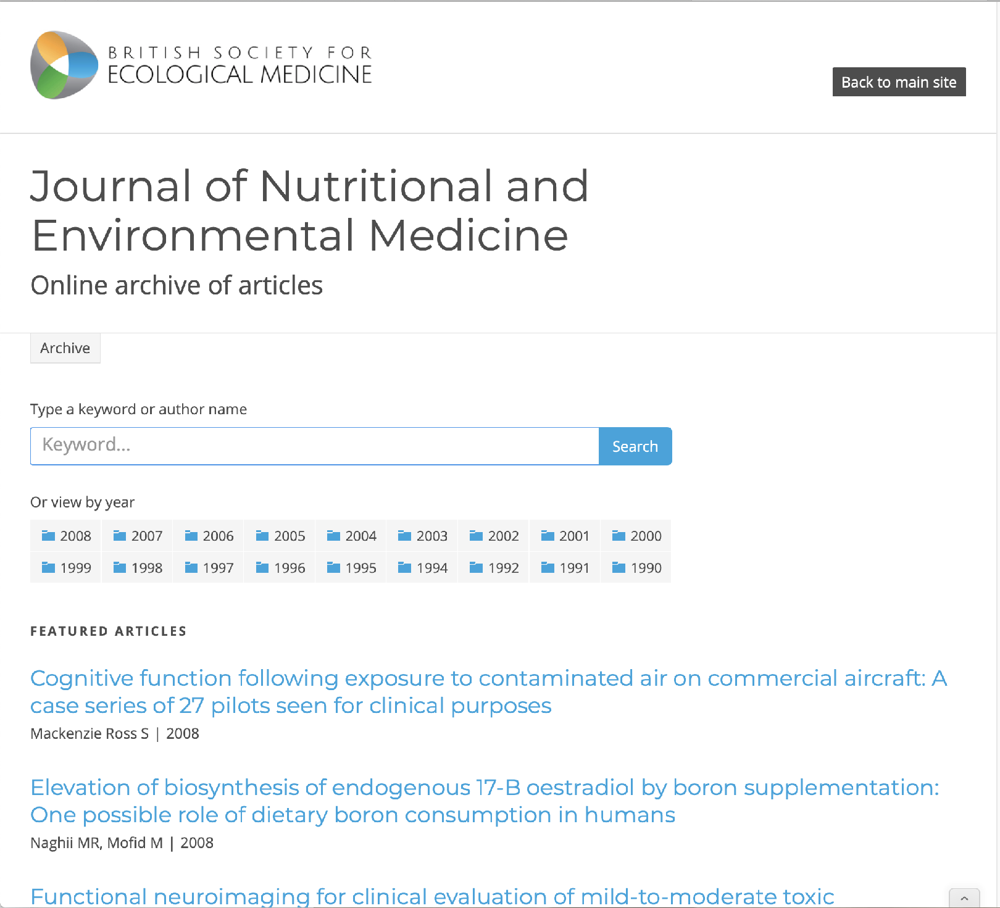 BRITISH SOCIETY FOR
ECOLOGICAL MEDICINE
Back to main site
Journal of Nutritional and
Environmental Medicine
Online archive of articles
Archive
Type a keyword or author name
Keyword...
Search
Or view by year
2008 2007 2006 2005 2004 2003 2002 2001 2000
1999 1998 1997 1996 1995 1994 1992 1991 1990
FEATURED ARTICLES
Cognitive function following exposure to contaminated air on commercial aircraft: A
case series of 27 pilots seen for clinical purposes
Mackenzie Ross S | 2008
Elevation of biosynthesis of endogenous 17-B oestradiol by boron supplementation:
One possible role of dietary boron consumption in humans
Naghii MR, Mofid M | 2008
Functional neuroimaging for clinical evaluation of mild-to-moderate toxic